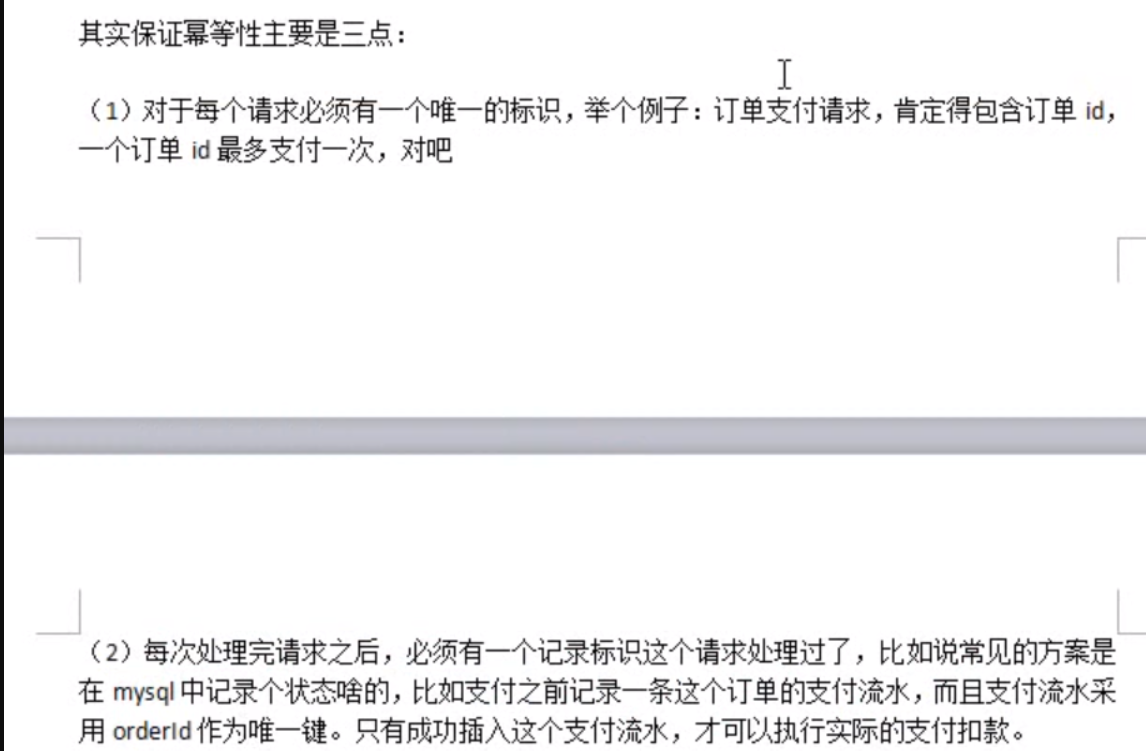 其实保证幂等性主要是三点：
（1）对于每个请求必须有一个唯一的标识，举个例子：订单支付请求，肯定得包含订单 id，
一个订单 id 最多支付一次，对吧
（2）每次处理完请求之后，必须有一个记录标识这个请求处理过了，比如说常见的方案是
在 mysql 中记录个状态啥的，比如支付之前记录一条这个订单的支付流水，而且支付流水采
用 orderId 作为唯一键。只有成功插入这个支付流水，才可以执行实际的支付扣款。